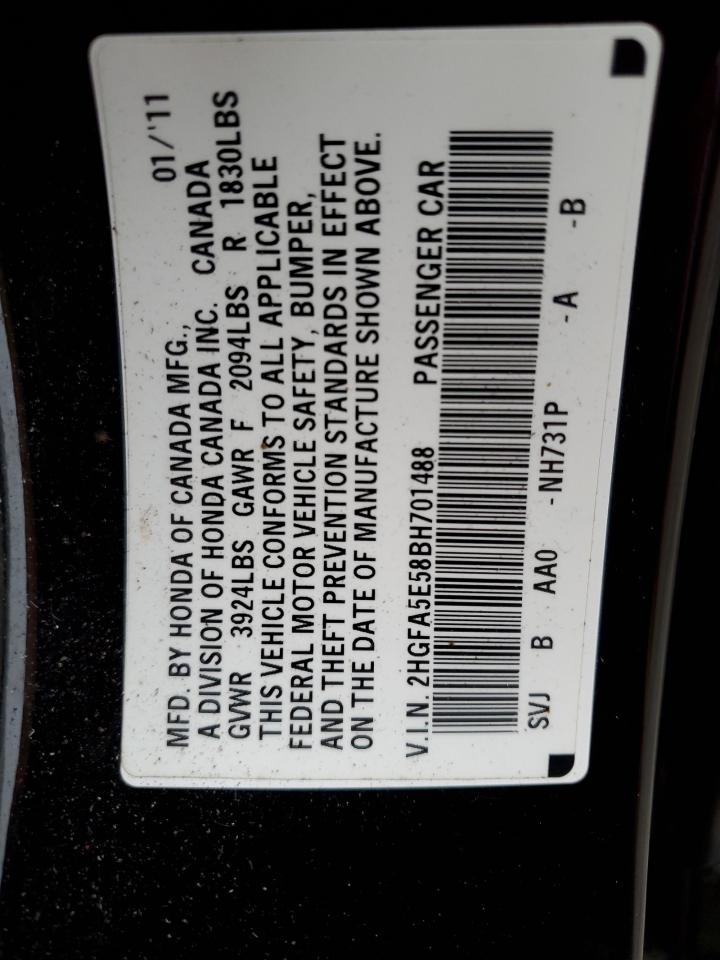 MFD. BY HONDA OF CANADA MFG., 01/'11
A DIVISION OF HONDA CANADA INC. CANADA
GVWR 3924LBS GAWR F 2094LBS R 1830LBS
THIS VEHICLE CONFORMS TO ALL APPLICABLE
FEDERAL MOTOR VEHICLE SAFETY, BUMPER,
AND THEFT PREVENTION STANDARDS IN EFFECT
ON THE DATE OF MANUFACTURE SHOWN ABOVE.
V.I.N. 2HGFA5E58BH701488 PASSENGER CAR
SVJ B AA0 -NH731P -A -B